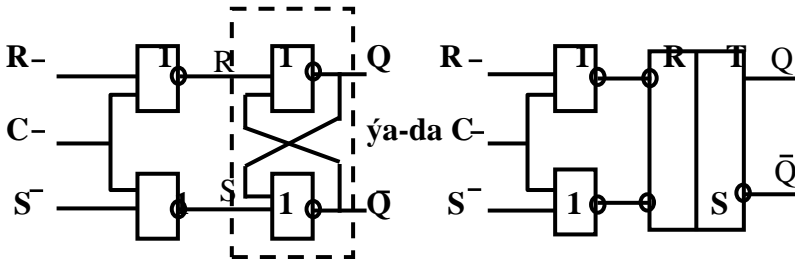 R– 1 R 1 Q R– 1 R T Q
C– ýa-da C–
S– 1 S 1 Q̄ S– 1 S Q̄